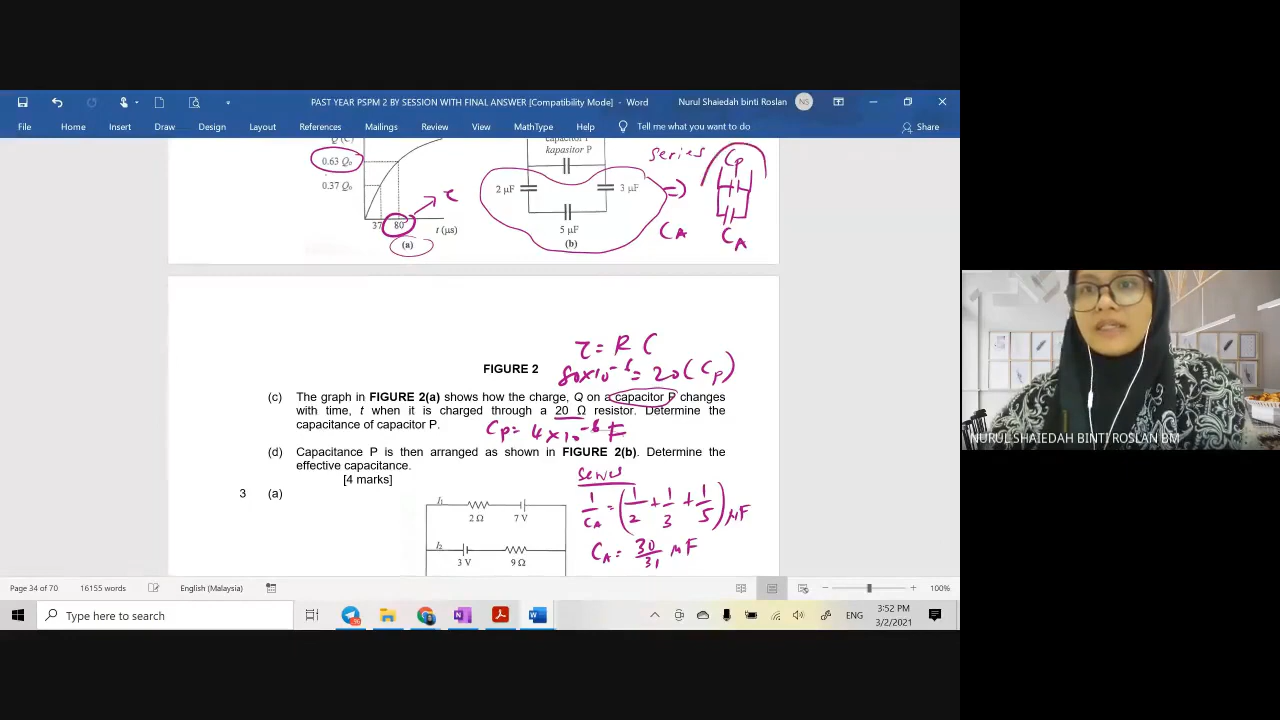 PAST YEAR PSPM 2 BY SESSION WITH FINAL ANSWER [Compatibility Mode] - Word
Nurul Shaiedah binti Roslan NS
File Home Insert Draw Design Layout References Mailings Review View MathType Help Tell me what you want to do Share
kapasitor P
0.63 Q₀
0.37 Q₀
37 80 t (μs)
τ
(a)
2 μF 3 μF
5 μF
(b)
series
⇒
CA
Cp
CA
τ = R C
FIGURE 2
80x10⁻⁶ = 20 (Cp)
(c) The graph in FIGURE 2(a) shows how the charge, Q on a capacitor P changes
with time, t when it is charged through a 20 Ω resistor. Determine the
capacitance of capacitor P.
Cp = 4 x10⁻⁶ F
(d) Capacitance P is then arranged as shown in FIGURE 2(b). Determine the
effective capacitance.
[4 marks]
series
1/CA = (1/2 + 1/3 + 1/5) μF
CA = 30/31 μF
3 (a)
I₁
2 Ω 7 V
I₂
3 V 9 Ω
Page 34 of 70 16155 words English (Malaysia) 100%
Type here to search
ENG
3:52 PM
3/2/2021
NURUL SHAIEDAH BINTI ROSLAN BM